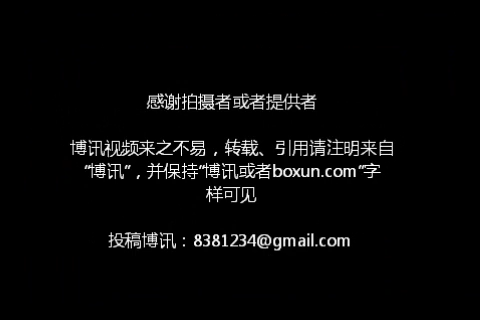 感谢拍摄者或者提供者
博讯视频来之不易，转载、引用请注明来自
“博讯”，并保持“博讯或者boxun.com”字
样可见
投稿博讯：8381234@gmail.com